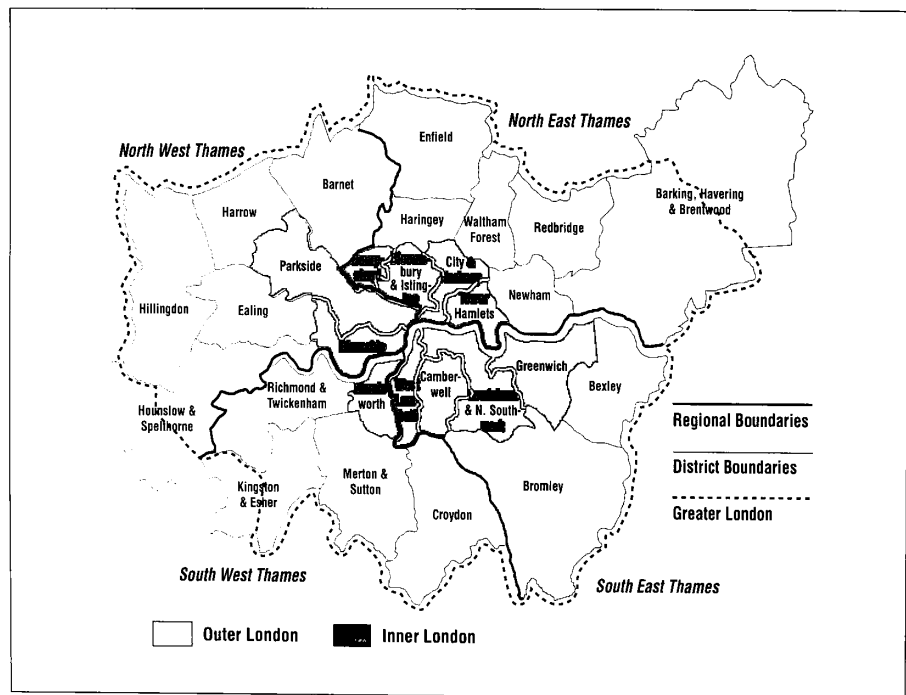 North West Thames
North East Thames
Enfield
Barnet
Harrow
Haringey
Waltham
Forest
Redbridge
Barking, Havering
& Brentwood
Parkside
bury
& Isling-
City &
Hamlets
Newham
Hillingdon
Ealing
Hounslow &
Spelthorne
Richmond &
Twickenham
worth
Camber-
well
& N. South-
Greenwich
Bexley
Kingston
& Esher
Merton &
Sutton
Croydon
Bromley
South West Thames
South East Thames
Regional Boundaries
District Boundaries
Greater London
Outer London
Inner London